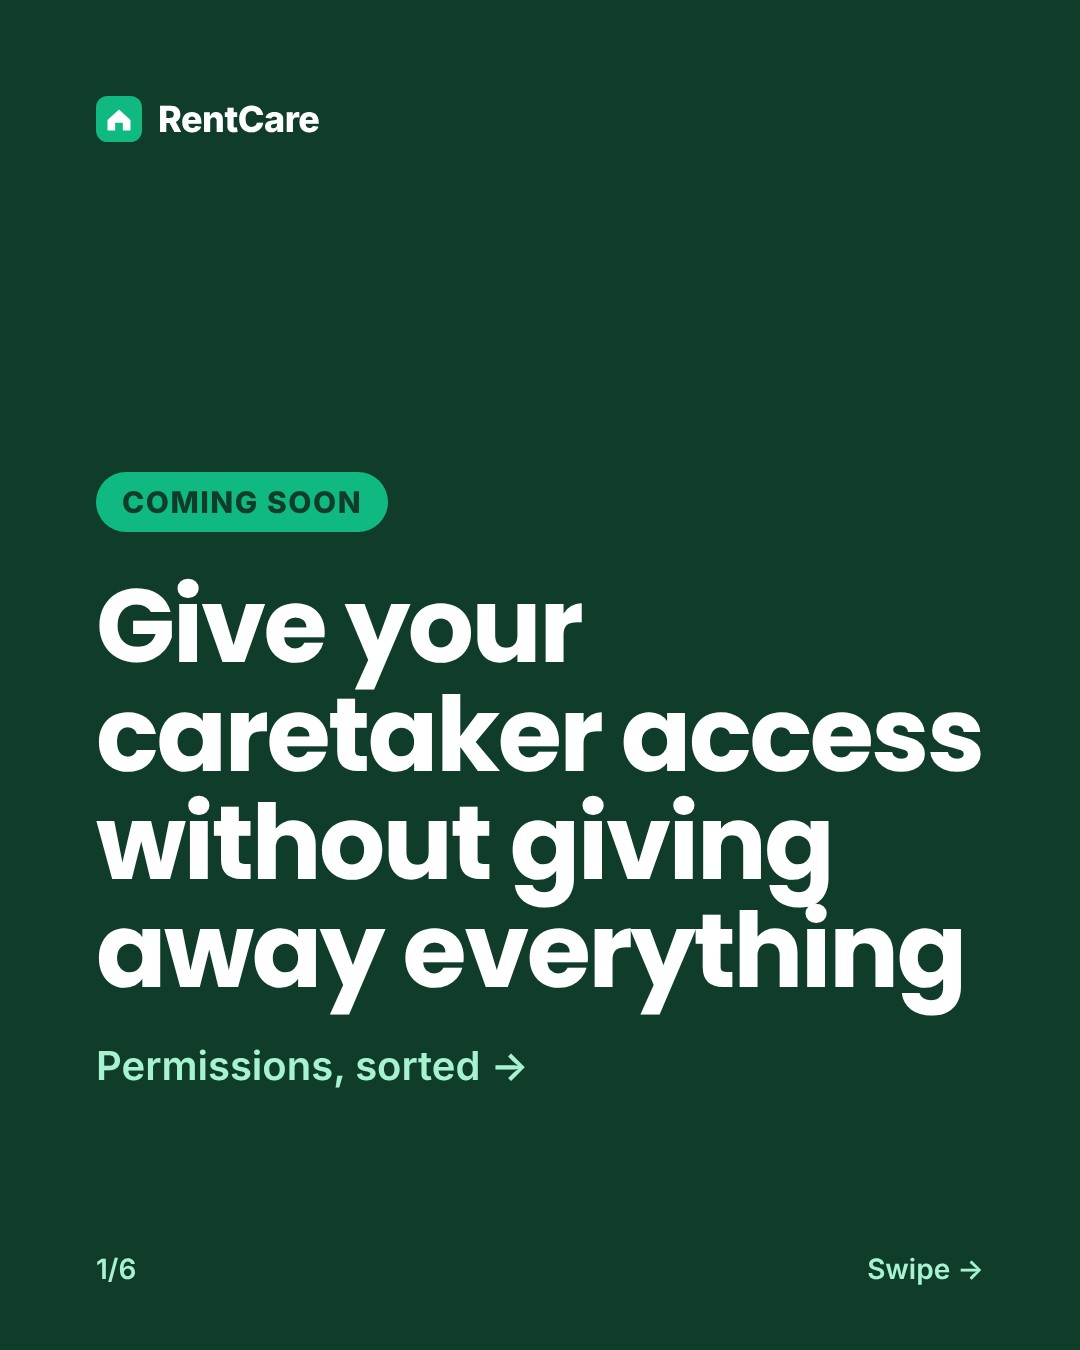 RentCare
COMING SOON
Give your
caretaker access
without giving
away everything
Permissions, sorted →
1/6
Swipe →